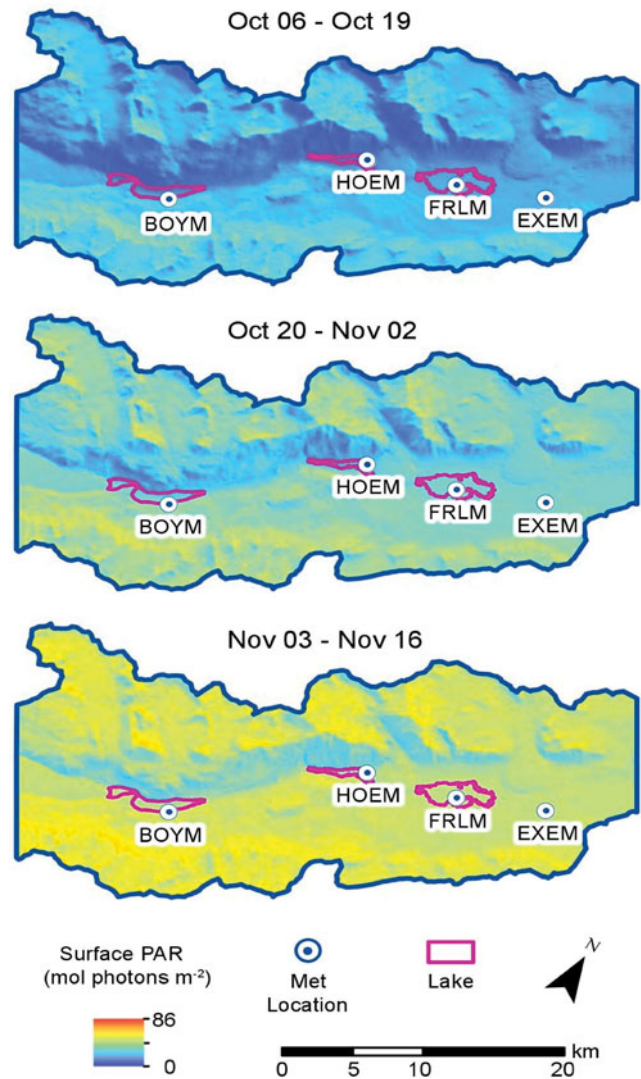 Oct 06 - Oct 19
HOEM
BOYM
FRLM
EXEM
Oct 20 - Nov 02
HOEM
BOYM
FRLM
EXEM
Nov 03 - Nov 16
HOEM
BOYM
FRLM
EXEM
Surface PAR
(mol photons m⁻²)
86
0
Met
Location
Lake
N
km
0 5 10 20